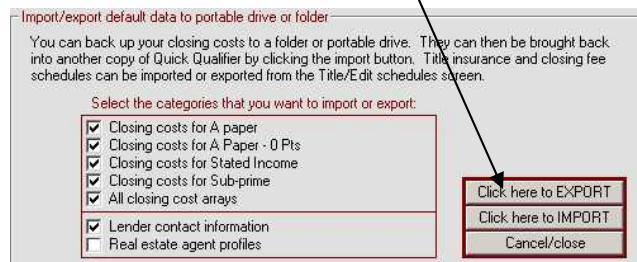 Import/export default data to portable drive or folder
You can back up your closing costs to a folder or portable drive. They can then be brought back
into another copy of Quick Qualifier by clicking the import button. Title insurance and closing fee
schedules can be imported or exported from the Title/Edit schedules screen.
Select the categories that you want to import or export:
Closing costs for A paper
Closing costs for A Paper - 0 Pts
Closing costs for Stated Income
Closing costs for Sub-prime
All closing cost arrays
Lender contact information
Real estate agent profiles
Click here to EXPORT
Click here to IMPORT
Cancel/close